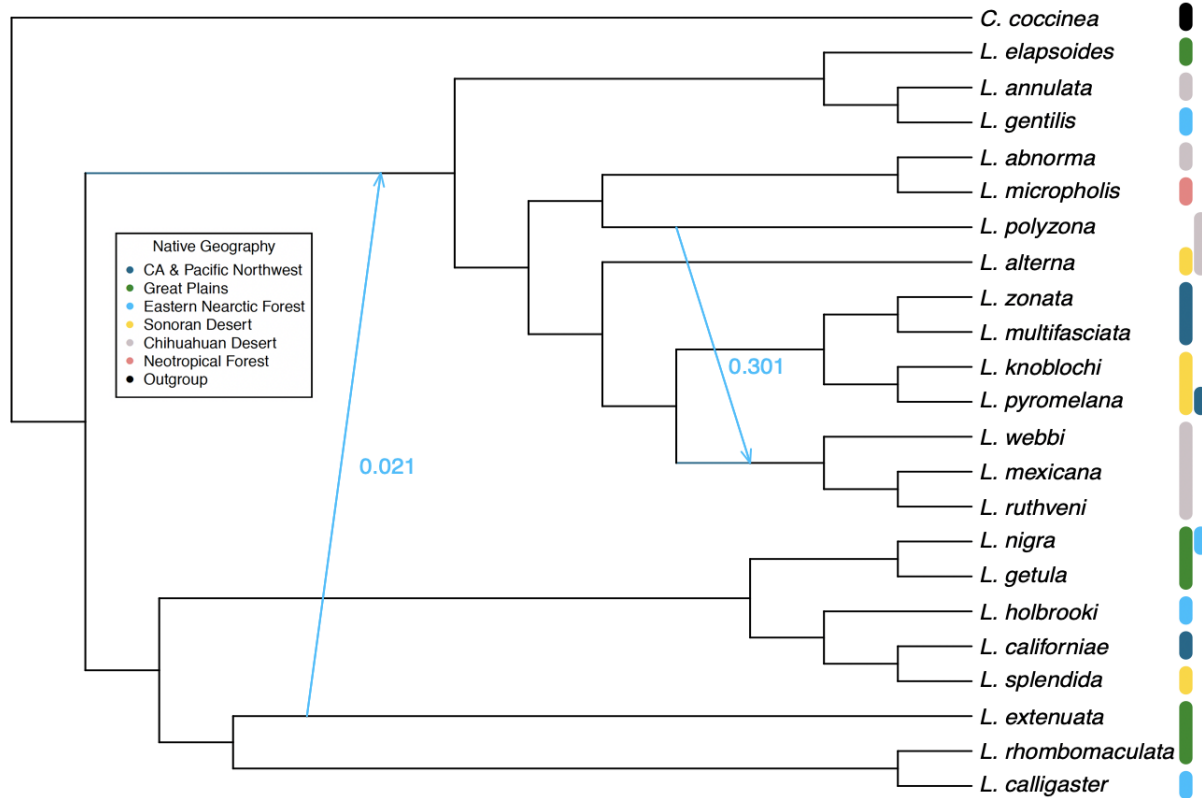 C. coccinea
L. elapsoides
L. annulata
L. gentilis
L. abnorma
L. micropholis
L. polyzona
L. alterna
L. zonata
L. multifasciata
L. knoblochi
L. pyromelana
L. webbi
L. mexicana
L. ruthveni
L. nigra
L. getula
L. holbrooki
L. californiae
L. splendida
L. extenuata
L. rhombomaculata
L. calligaster
Native Geography
CA & Pacific Northwest
Great Plains
Eastern Nearctic Forest
Sonoran Desert
Chihuahuan Desert
Neotropical Forest
Outgroup
0.301
0.021